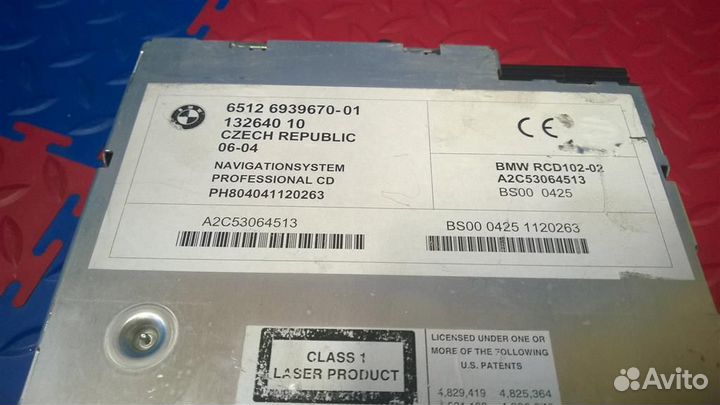 BMW
6512 6939670-01
132640 10
CZECH REPUBLIC
06-04
NAVIGATIONSYSTEM
PROFESSIONAL CD
PH804041120263
CE
BMW RCD102-02
A2C53064513
BS00 0425
A2C53064513
BS00 0425 1120263
CLASS 1
LASER PRODUCT
LICENSED UNDER ONE OR
MORE OF THE FOLLOWING
U.S. PATENTS
4,829,419 4,825,364
Avito